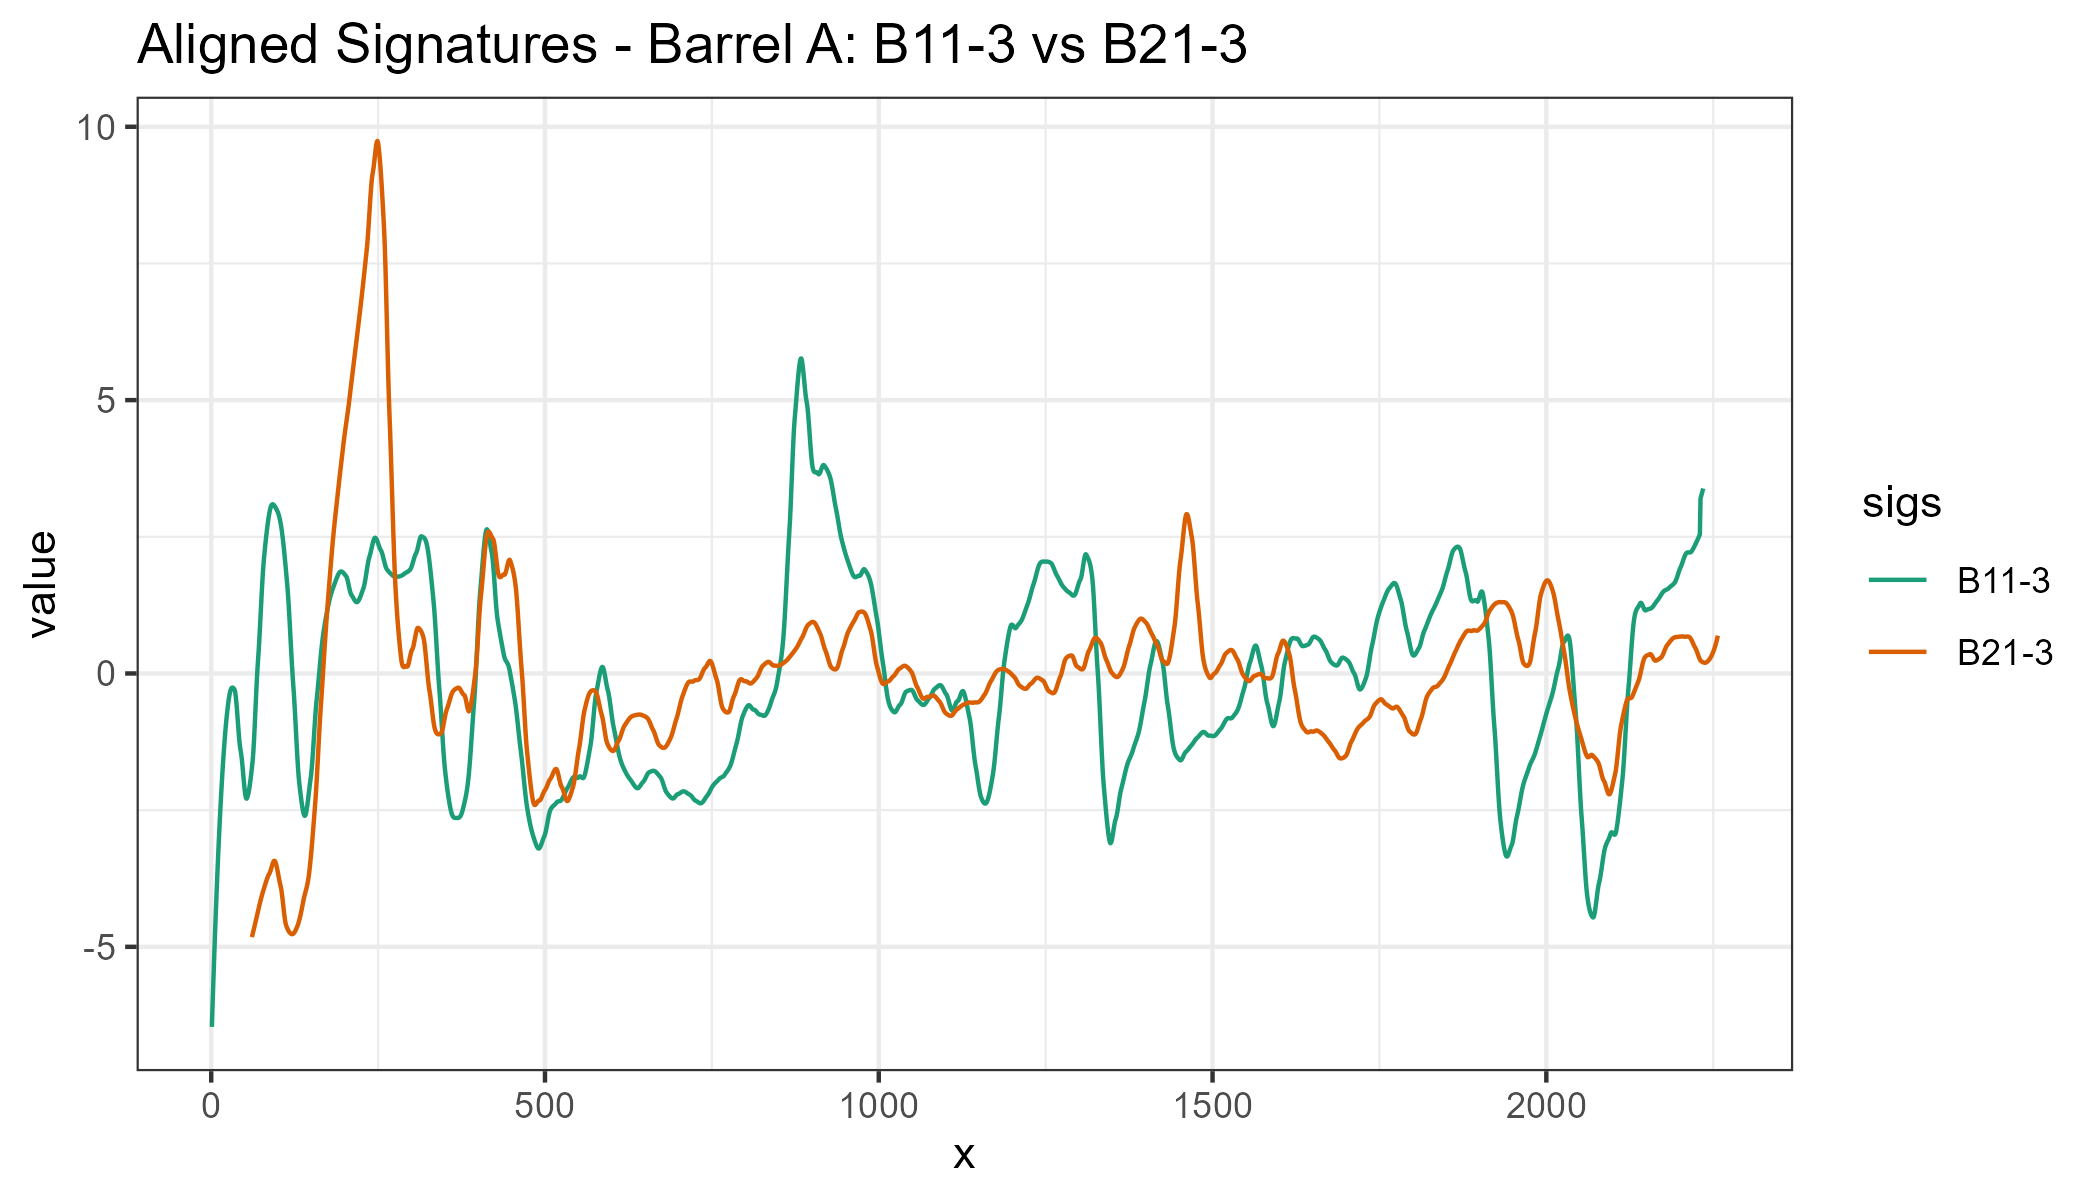 Aligned Signatures - Barrel A: B11-3 vs B21-3
10
5
0
-5
value
0 500 1000 1500 2000
x
sigs
B11-3
B21-3